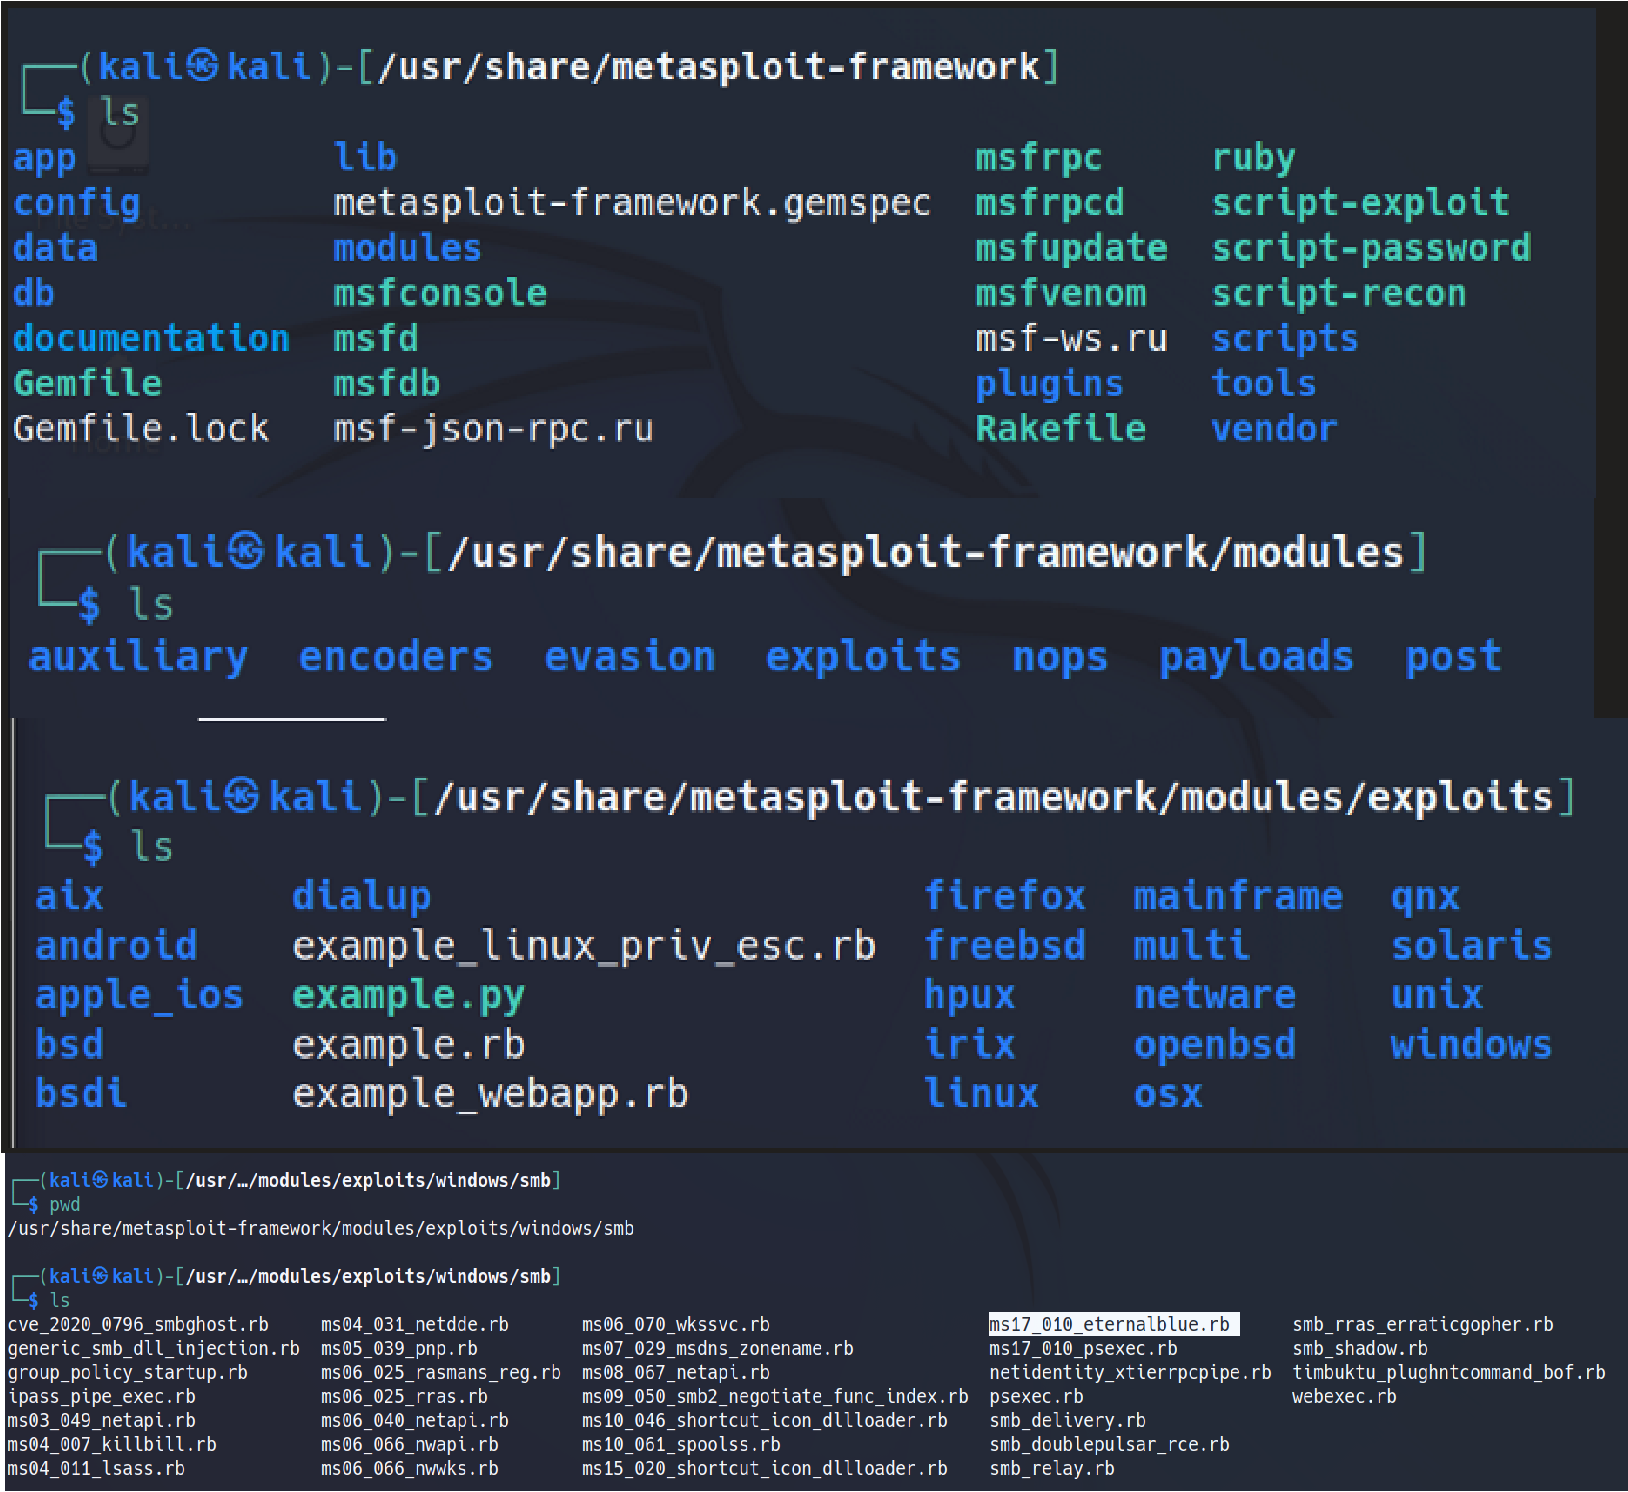 (kali㉿kali)-[/usr/share/metasploit-framework]
$ ls
app lib msfrpc ruby
config metasploit-framework.gemspec msfrpcd script-exploit
data modules msfupdate script-password
db msfconsole msfvenom script-recon
documentation msfd msf-ws.ru scripts
Gemfile msfdb plugins tools
Gemfile.lock msf-json-rpc.ru Rakefile vendor
(kali㉿kali)-[/usr/share/metasploit-framework/modules]
$ ls
auxiliary encoders evasion exploits nops payloads post
(kali㉿kali)-[/usr/share/metasploit-framework/modules/exploits]
$ ls
aix dialup firefox mainframe qnx
android example_linux_priv_esc.rb freebsd multi solaris
apple_ios example.py hpux netware unix
bsd example.rb irix openbsd windows
bsdi example_webapp.rb linux osx
(kali㉿kali)-[/usr/…/modules/exploits/windows/smb]
$ pwd
/usr/share/metasploit-framework/modules/exploits/windows/smb
(kali㉿kali)-[/usr/…/modules/exploits/windows/smb]
$ ls
cve_2020_0796_smbghost.rb ms04_031_netdde.rb ms06_070_wkssvc.rb ms17_010_eternalblue.rb smb_rras_erraticgopher.rb
generic_smb_dll_injection.rb ms05_039_pnp.rb ms07_029_msdns_zonename.rb ms17_010_psexec.rb smb_shadow.rb
group_policy_startup.rb ms06_025_rasmans_reg.rb ms08_067_netapi.rb netidentity_xtierrpcpipe.rb timbuktu_plughntcommand_bof.rb
ipass_pipe_exec.rb ms06_025_rras.rb ms09_050_smb2_negotiate_func_index.rb psexec.rb webexec.rb
ms03_049_netapi.rb ms06_040_netapi.rb ms10_046_shortcut_icon_dllloader.rb smb_delivery.rb
ms04_007_killbill.rb ms06_066_nwapi.rb ms10_061_spoolss.rb smb_doublepulsar_rce.rb
ms04_011_lsass.rb ms06_066_nwwks.rb ms15_020_shortcut_icon_dllloader.rb smb_relay.rb